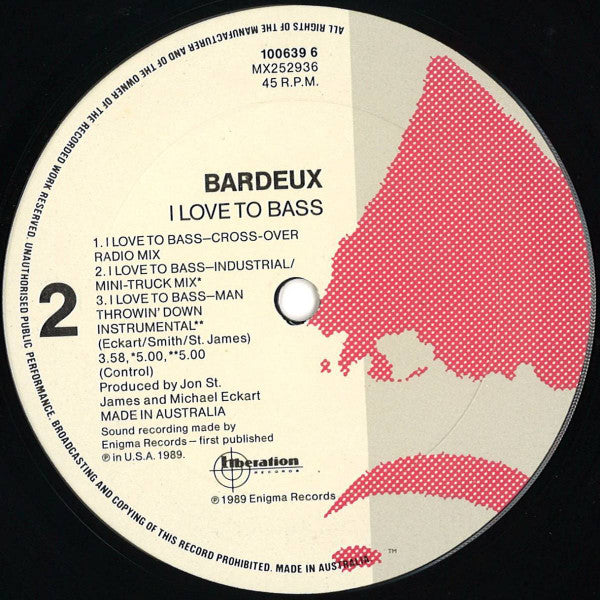 100639 6
MX252936
45 R.P.M.
BARDEUX
I LOVE TO BASS
1. I LOVE TO BASS—CROSS-OVER
RADIO MIX
2. I LOVE TO BASS—INDUSTRIAL/
MINI-TRUCK MIX*
3. I LOVE TO BASS—MAN
THROWIN' DOWN
INSTRUMENTAL**
(Eckart/Smith/St. James)
3.58, *5.00, **5.00
(Control)
Produced by Jon St.
James and Michael Eckart
MADE IN AUSTRALIA
Sound recording made by
Enigma Records — first published
℗ in U.S.A. 1989.
2
Liberation
RECORDS
℗ 1989 Enigma Records
ALL RIGHTS OF THE MANUFACTURER AND OF THE OWNER OF THE RECORDED WORK RESERVED. UNAUTHORISED PUBLIC PERFORMANCE, BROADCASTING AND COPYING OF THIS RECORD PROHIBITED. MADE IN AUSTRALIA
™